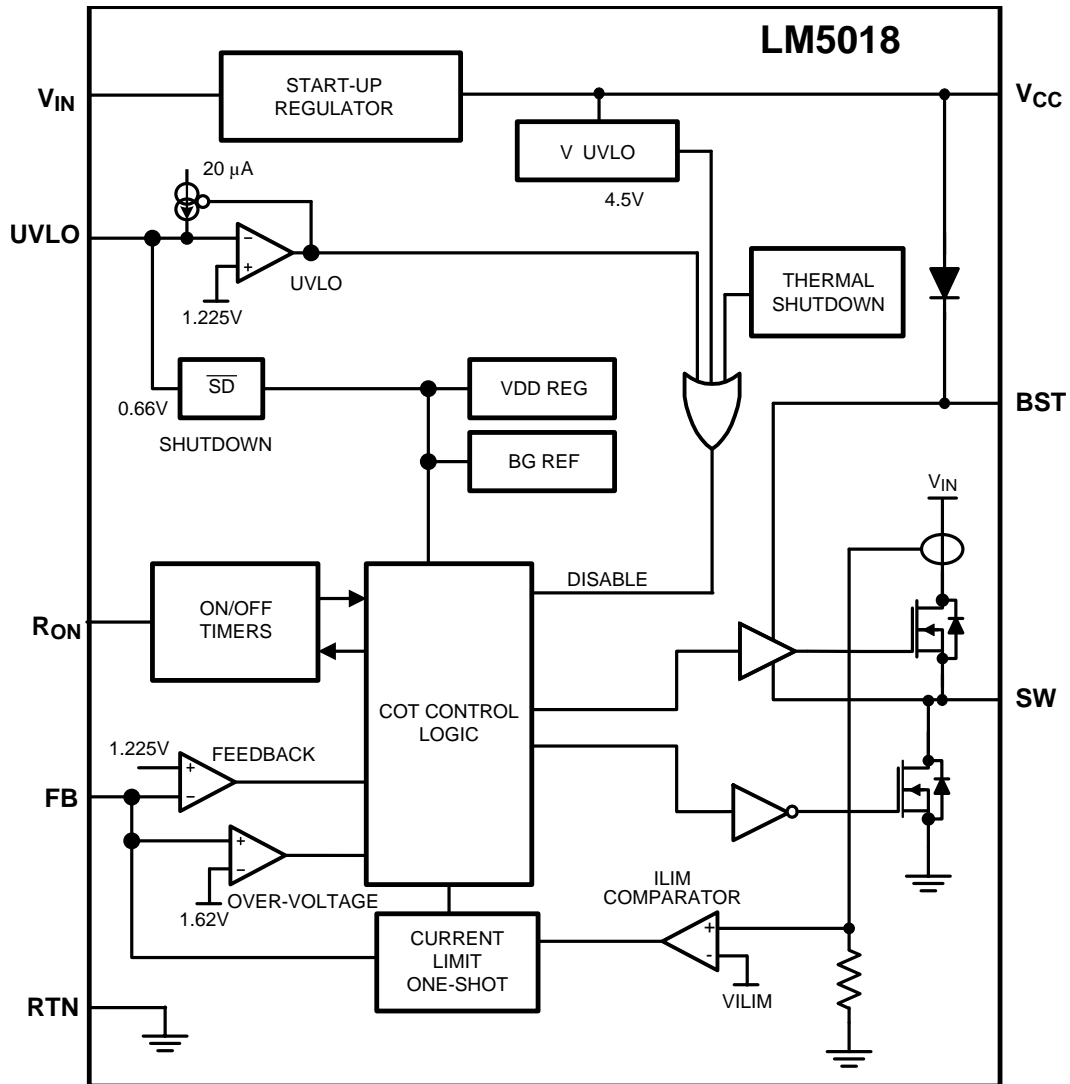 LM5018
START-UP
REGULATOR
VIN
VCC
V UVLO
4.5V
20 μA
UVLO
−
+
UVLO
1.225V
THERMAL
SHUTDOWN
SD
0.66V
SHUTDOWN
VDD REG
BG REF
BST
VIN
DISABLE
ON/OFF
TIMERS
RON
COT CONTROL
LOGIC
SW
1.225V
FEEDBACK
+
−
FB
+
−
1.62V
OVER-VOLTAGE
ILIM
COMPARATOR
+
-
VILIM
CURRENT
LIMIT
ONE-SHOT
RTN